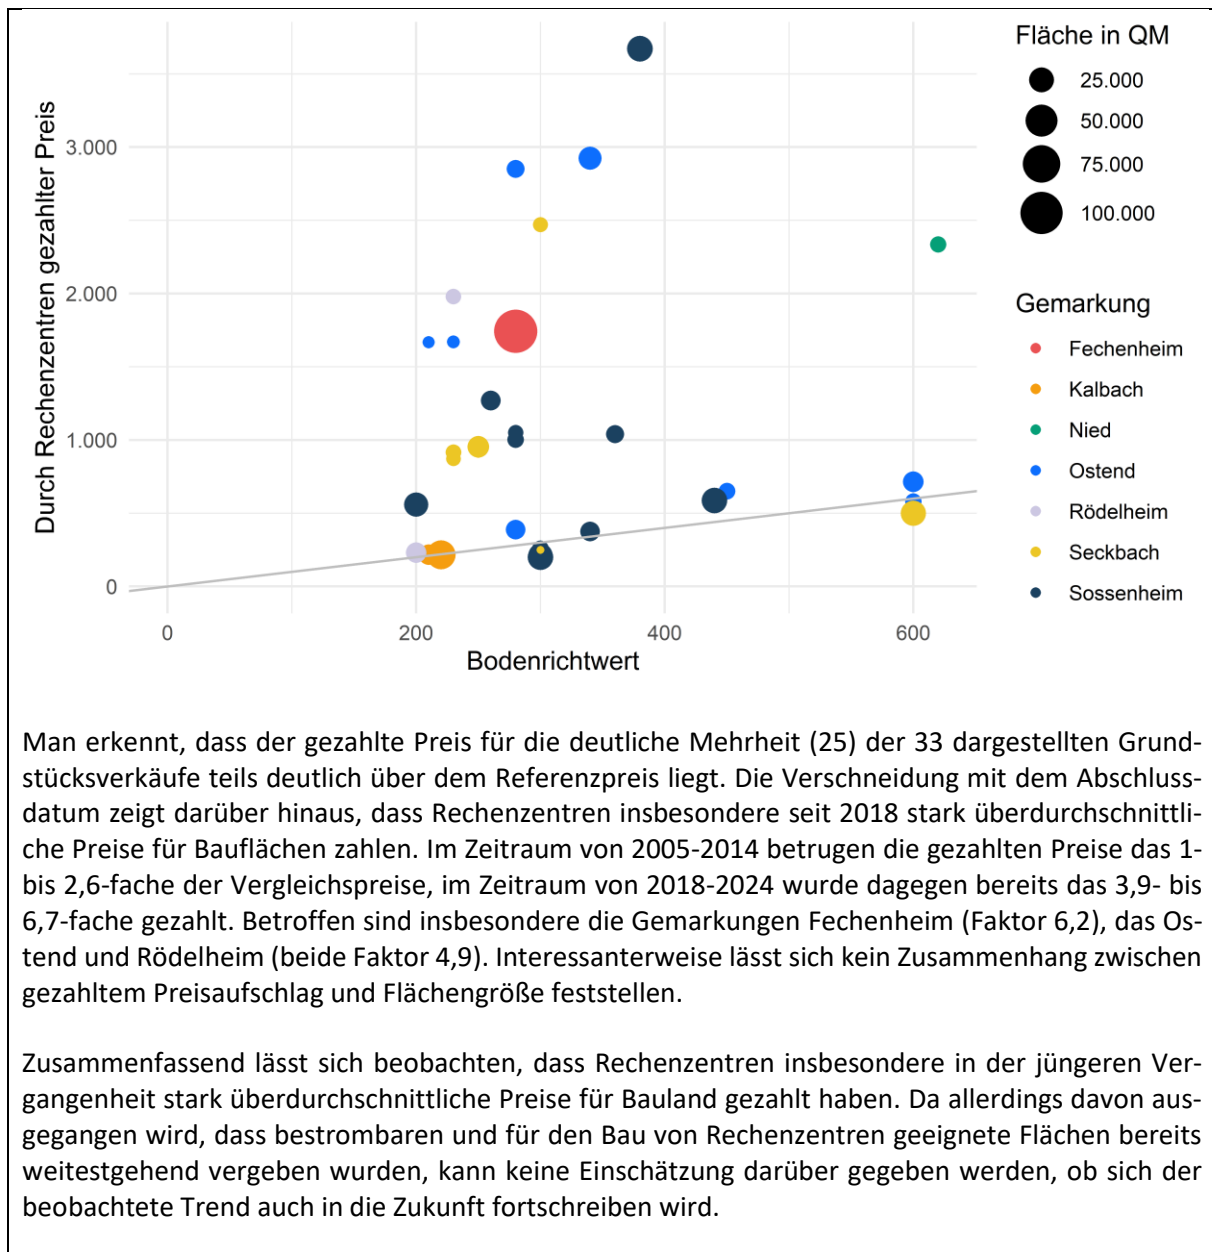 Fläche in QM
25.000
50.000
75.000
100.000
Gemarkung
Fechenheim
Kalbach
Nied
Ostend
Rödelheim
Seckbach
Sossenheim
Durch Rechenzentren gezahlter Preis
3.000
2.000
1.000
0
0
200
400
600
Bodenrichtwert
Man erkennt, dass der gezahlte Preis für die deutliche Mehrheit (25) der 33 dargestellten Grund-
stücksverkäufe teils deutlich über dem Referenzpreis liegt. Die Verschneidung mit dem Abschluss-
datum zeigt darüber hinaus, dass Rechenzentren insbesondere seit 2018 stark überdurchschnittli-
che Preise für Bauflächen zahlen. Im Zeitraum von 2005-2014 betrugen die gezahlten Preise das 1-
bis 2,6-fache der Vergleichspreise, im Zeitraum von 2018-2024 wurde dagegen bereits das 3,9- bis
6,7-fache gezahlt. Betroffen sind insbesondere die Gemarkungen Fechenheim (Faktor 6,2), das Os-
tend und Rödelheim (beide Faktor 4,9). Interessanterweise lässt sich kein Zusammenhang zwischen
gezahltem Preisaufschlag und Flächengröße feststellen.
Zusammenfassend lässt sich beobachten, dass Rechenzentren insbesondere in der jüngeren Ver-
gangenheit stark überdurchschnittliche Preise für Bauland gezahlt haben. Da allerdings davon aus-
gegangen wird, dass bestrombaren und für den Bau von Rechenzentren geeignete Flächen bereits
weitestgehend vergeben wurden, kann keine Einschätzung darüber gegeben werden, ob sich der
beobachtete Trend auch in die Zukunft fortschreiben wird.